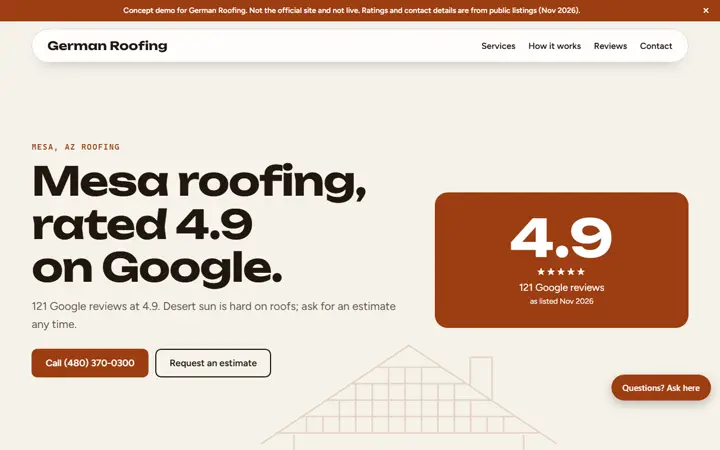 Concept demo for German Roofing. Not the official site and not live. Ratings and contact details are from public listings (Nov 2026).
×
German Roofing
Services
How it works
Reviews
Contact
MESA, AZ ROOFING
Mesa roofing,
rated 4.9
on Google.
121 Google reviews at 4.9. Desert sun is hard on roofs; ask for an estimate
any time.
Call (480) 370-0300
Request an estimate
4.9
★★★★★
121 Google reviews
as listed Nov 2026
Questions? Ask here